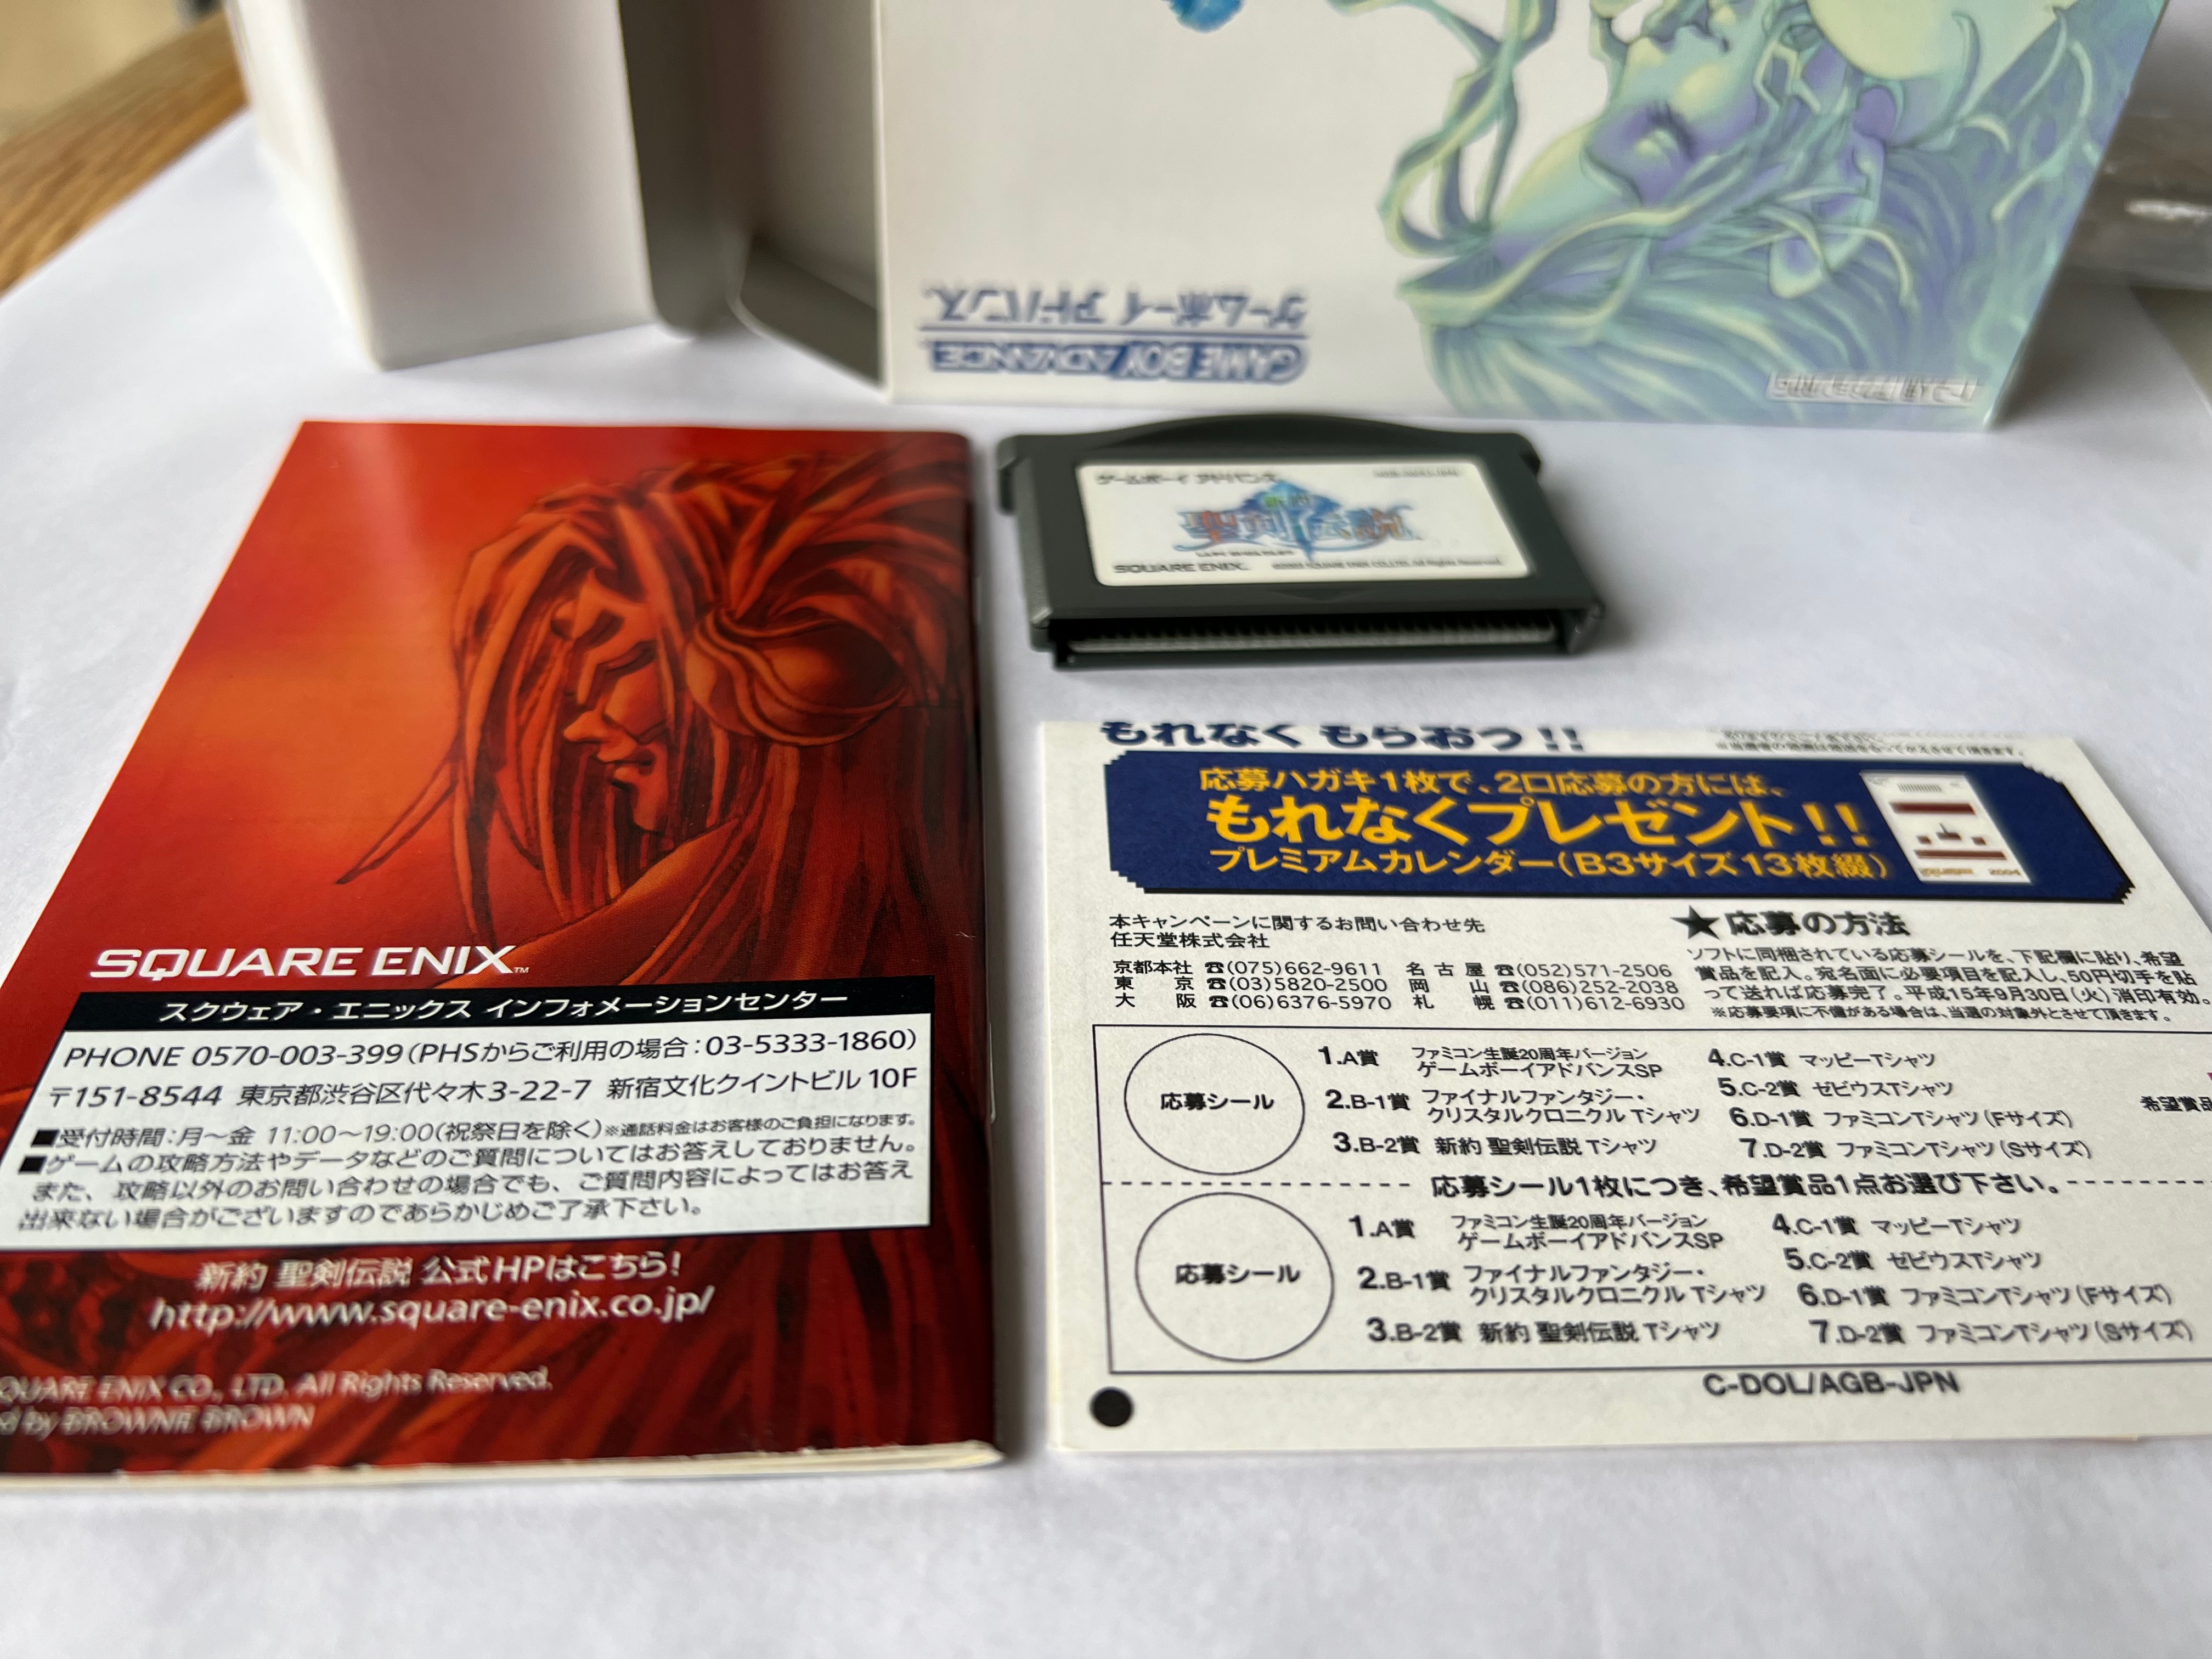 ゲームボーイ アドバンス
GAME BOY ADVANCE
ゲームボーイ アドバンス
新約
聖剣伝説
SQUARE ENIX
SQUARE ENIX™
スクウェア・エニックス インフォメーションセンター
PHONE 0570-003-399(PHSからご利用の場合:03-5333-1860)
〒151-8544 東京都渋谷区代々木3-22-7 新宿文化クイントビル10F
■受付時間:月〜金 11:00〜19:00(祝祭日を除く)※通話料金はお客様のご負担になります。
■ゲームの攻略方法やデータなどのご質問についてはお答えしておりません。
また、攻略以外のお問い合わせの場合でも、ご質問内容によってはお答え
出来ない場合がございますのであらかじめご了承下さい。
新約 聖剣伝説 公式HPはこちら!
http://www.square-enix.co.jp/
QUARE ENIX CO., LTD. All Rights Reserved.
d by BROWNIE BROWN
もれなく もらおう!!
応募ハガキ1枚で、2口応募の方には、
もれなくプレゼント!!
プレミアムカレンダー(B3サイズ13枚綴)
2004
本キャンペーンに関するお問い合わせ先
任天堂株式会社
京都本社 ☎(075)662-9611 名古屋 ☎(052)571-2506
東京 ☎(03)5820-2500 岡山 ☎(086)252-2038
大阪 ☎(06)6376-5970 札幌 ☎(011)612-6930
★応募の方法
ソフトに同梱されている応募シールを、下記欄に貼り、希望
賞品を記入。宛名面に必要項目を記入し、50円切手を貼
って送れば応募完了。平成15年9月30日(火)消印有効。
※応募要項に不備がある場合は、当選の対象外とさせて頂きます。
応募シール
1.A賞 ファミコン生誕20周年バージョン
ゲームボーイアドバンスSP
2.B-1賞 ファイナルファンタジー・
クリスタルクロニクル Tシャツ
3.B-2賞 新約 聖剣伝説 Tシャツ
4.C-1賞 マッピーTシャツ
5.C-2賞 ゼビウスTシャツ
6.D-1賞 ファミコンTシャツ(Fサイズ)
7.D-2賞 ファミコンTシャツ(Sサイズ)
希望賞品
応募シール1枚につき、希望賞品1点お選び下さい。
応募シール
1.A賞 ファミコン生誕20周年バージョン
ゲームボーイアドバンスSP
2.B-1賞 ファイナルファンタジー・
クリスタルクロニクル Tシャツ
3.B-2賞 新約 聖剣伝説 Tシャツ
4.C-1賞 マッピーTシャツ
5.C-2賞 ゼビウスTシャツ
6.D-1賞 ファミコンTシャツ(Fサイズ)
7.D-2賞 ファミコンTシャツ(Sサイズ)
C-DOL/AGB-JPN